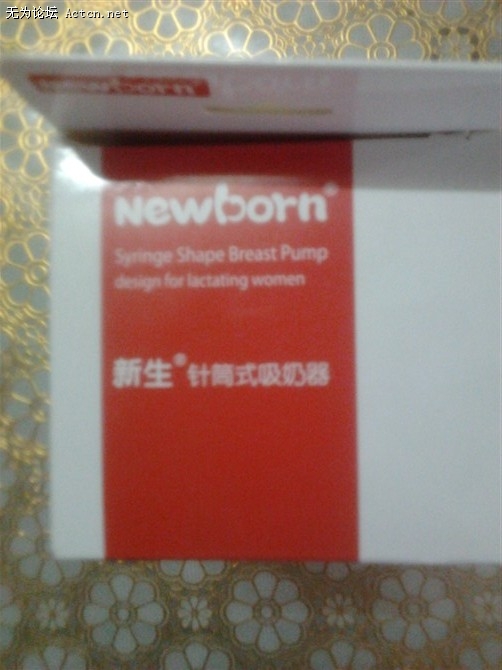 无为论坛 Actcn.net
Newborn®
Newborn®
Syringe Shape Breast Pump
design for lactating women
新生®针筒式吸奶器